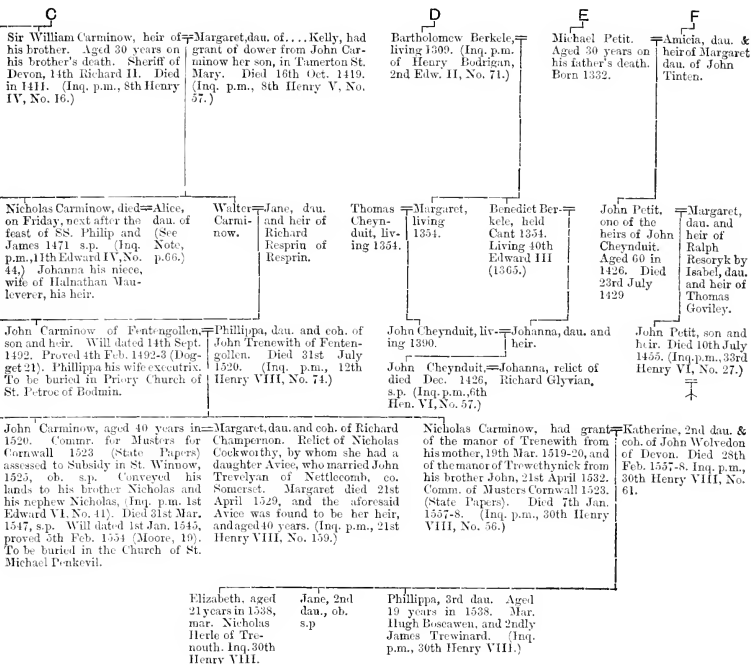 C
Sir William Carminow, heir of
his brother. Aged 30 years on
his brother's death. Sheriff of
Devon, 14th Richard II. Died
in 1411. (Inq. p.m., 8th Henry
IV, No. 16.)
Margaret, dau. of .... Kelly, had
grant of dower from John Car-
minow her son, in Tamerton St.
Mary. Died 16th Oct. 1419.
(Inq. p.m., 8th Henry V, No.
57.)
D
Bartholomew Berkele,
living 1309. (Inq. p.m.
of Henry Bodrigan,
2nd Edw. II, No. 71.)
E
Michael Petit.
Aged 30 years on
his father's death.
Born 1332.
F
Amicia, dau. &
heir of Margaret
dau. of John
Tinten.
Nicholas Carminow, died
on Friday, next after the
feast of SS. Philip and
James 1471 s.p. (Inq.
p.m., 11th Edward IV, No.
44.) Johanna his niece,
wife of Halnathan Mau-
leverer, his heir.
Alice,
dau. of
(See
Note,
p.66.)
Walter
Carmi-
now.
Jane, dau.
and heir of
Richard
Resprin of
Resprin.
Thomas
Cheyn-
duit, liv-
ing 1354.
Margaret,
living
1354.
Benedict Ber-
kele, held
Cant 1354.
Living 40th
Edward III
(1365.)
John Petit,
one of the
heirs of John
Cheynduit.
Aged 60 in
1426. Died
23rd July
1429
Margaret,
dau. and
heir of
Ralph
Resoryk by
Isabel, dau.
and heir of
Thomas
Goviley.
John Carminow of Fentengollen,
son and heir. Will dated 14th Sept.
1492. Proved 4th Feb. 1492-3 (Dog-
get 21). Phillippa his wife executrix.
To be buried in Priory Church of
St. Petroc of Bodmin.
Phillippa, dau. and coh. of
John Trenewith of Fenten-
gollen. Died 31st July
1520. (Inq. p.m., 12th
Henry VIII, No. 74.)
John Cheynduit, liv-
ing 1390.
Johanna, dau. and
heir.
John Cheynduit,
died Dec. 1426,
s.p. (Inq. p.m., 6th
Hen. VI, No. 57.)
Johanna, relict of
Richard Glyvian.
John Petit, son and
heir. Died 10th July
1455. (Inq. p.m., 33rd
Henry VI, No. 27.)
John Carminow, aged 40 years in
1520. Commr. for Musters for
Cornwall 1523 (State Papers)
assessed to Subsidy in St. Winnow,
1525, ob. s.p. Conveyed his
lands to his brother Nicholas and
his nephew Nicholas, (Inq. p.m. 1st
Edward VI. No. 41). Died 31st Mar.
1547, s.p. Will dated 1st Jan. 1545,
proved 5th Feb. 1554 (Moore, 19).
To be buried in the Church of St.
Michael Penkevil.
Margaret, dau. and coh. of Richard
Champernon. Relict of Nicholas
Cockworthy, by whom she had a
daughter Avice, who married John
Trevelyan of Nettlecomb, co.
Somerset. Margaret died 21st
April 1529, and the aforesaid
Avice was found to be her heir,
and aged 40 years. (Inq. p.m., 21st
Henry VIII, No. 159.)
Nicholas Carminow, had grant
of the manor of Trenewith from
his mother, 19th Mar. 1519-20, and
of the manor of Trewethynick from
his brother John, 21st April 1532.
Comm. of Musters Cornwall 1523.
(State Papers). Died 7th Jan.
1557-8. (Inq. p.m., 30th Henry
VIII, No. 56.)
Katherine, 2nd dau. &
coh. of John Wolvedon
of Devon. Died 28th
Feb. 1557-8. Inq. p.m.,
30th Henry VIII, No.
61.
Elizabeth, aged
21 years in 1538,
mar. Nicholas
Herle of Tre-
nouth. Inq. 30th
Henry VIII.
Jane, 2nd
dau., ob.
s.p
Phillippa, 3rd dau. Aged
19 years in 1538. Mar.
Hugh Boscawen, and 2ndly
James Trewinard. (Inq.
p.m., 30th Henry VIII.)